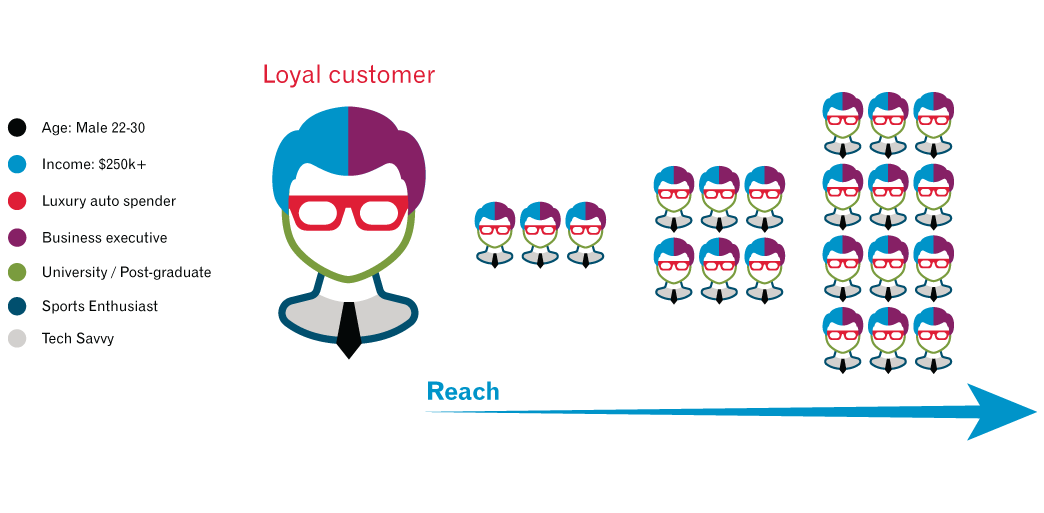 Loyal customer
Age: Male 22-30
Income: $250k+
Luxury auto spender
Business executive
University / Post-graduate
Sports Enthusiast
Tech Savvy
Reach